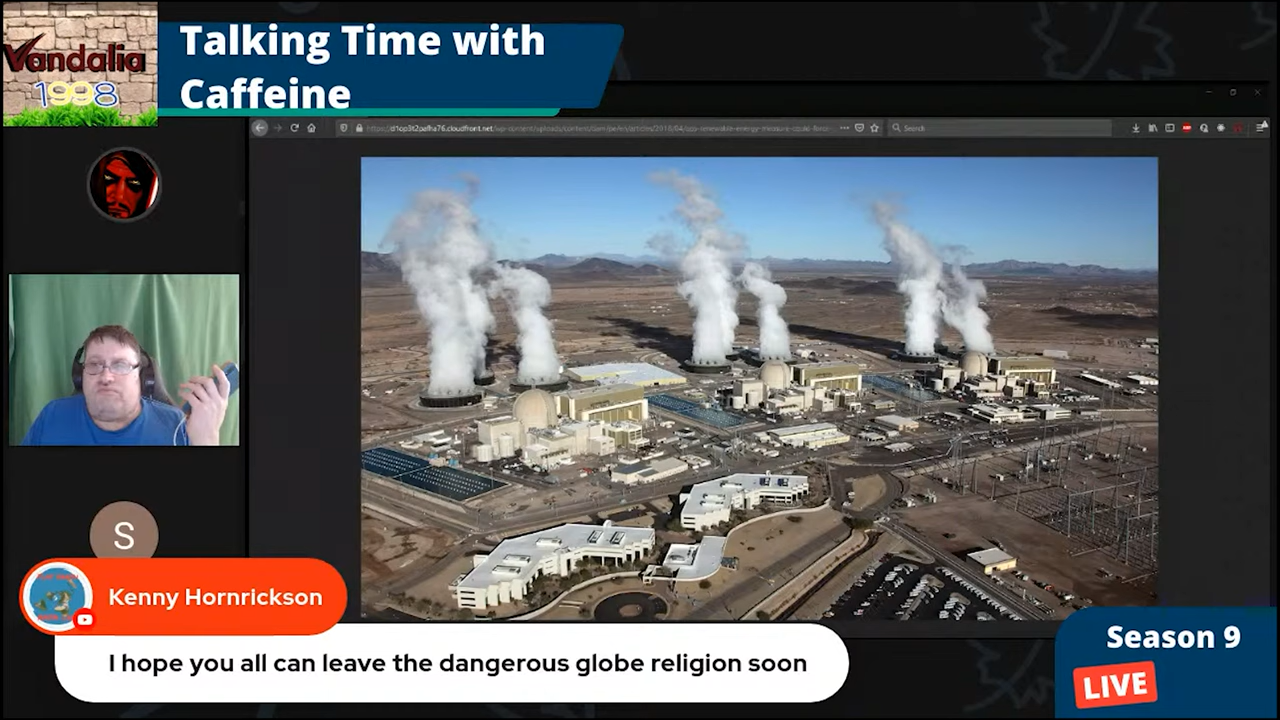 Vandalia
1998
Talking Time with
Caffeine
Search
S
Kenny Hornrickson
I hope you all can leave the dangerous globe religion soon
Season 9
LIVE